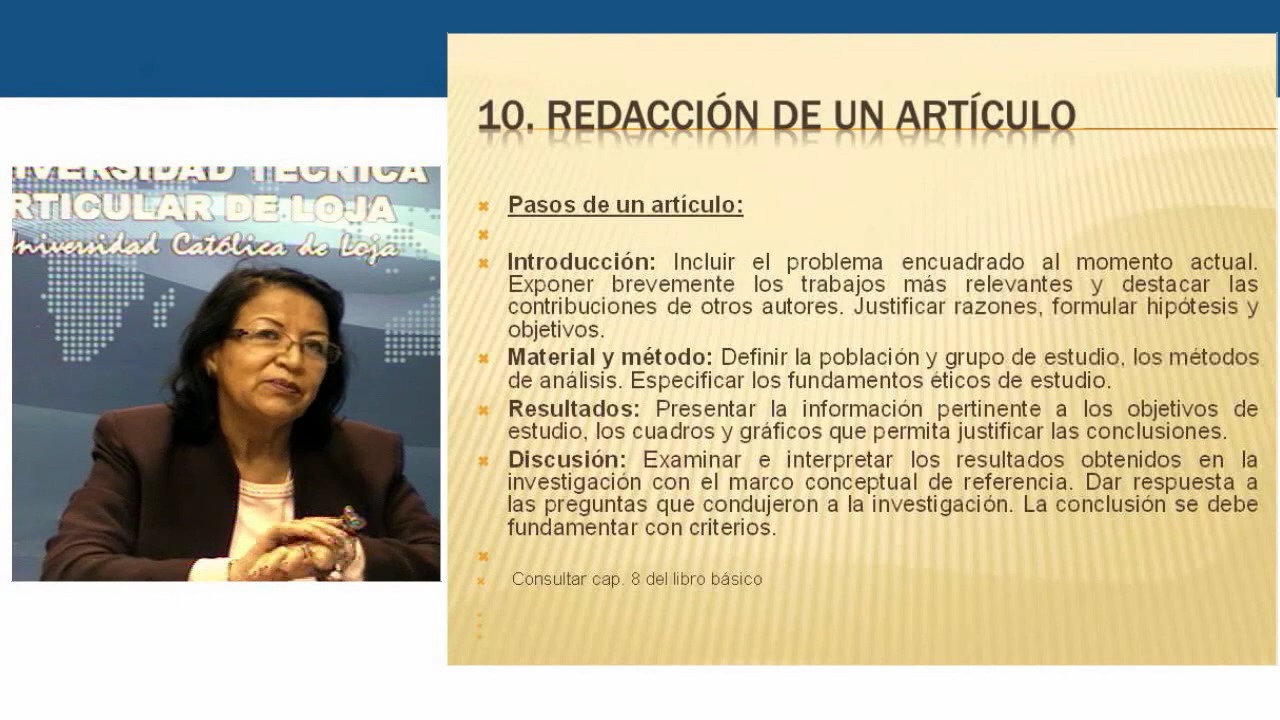 IVERSIDAD TÉCNICA
RTICULAR DE LOJA
Universidad Católica de Loja
10. REDACCIÓN DE UN ARTÍCULO
Pasos de un artículo:
Introducción: Incluir el problema encuadrado al momento actual.
Exponer brevemente los trabajos más relevantes y destacar las
contribuciones de otros autores. Justificar razones, formular hipótesis y
objetivos.
Material y método: Definir la población y grupo de estudio, los métodos
de análisis. Especificar los fundamentos éticos de estudio.
Resultados: Presentar la información pertinente a los objetivos de
estudio, los cuadros y gráficos que permita justificar las conclusiones.
Discusión: Examinar e interpretar los resultados obtenidos en la
investigación con el marco conceptual de referencia. Dar respuesta a
las preguntas que condujeron a la investigación. La conclusión se debe
fundamentar con criterios.
Consultar cap. 8 del libro básico